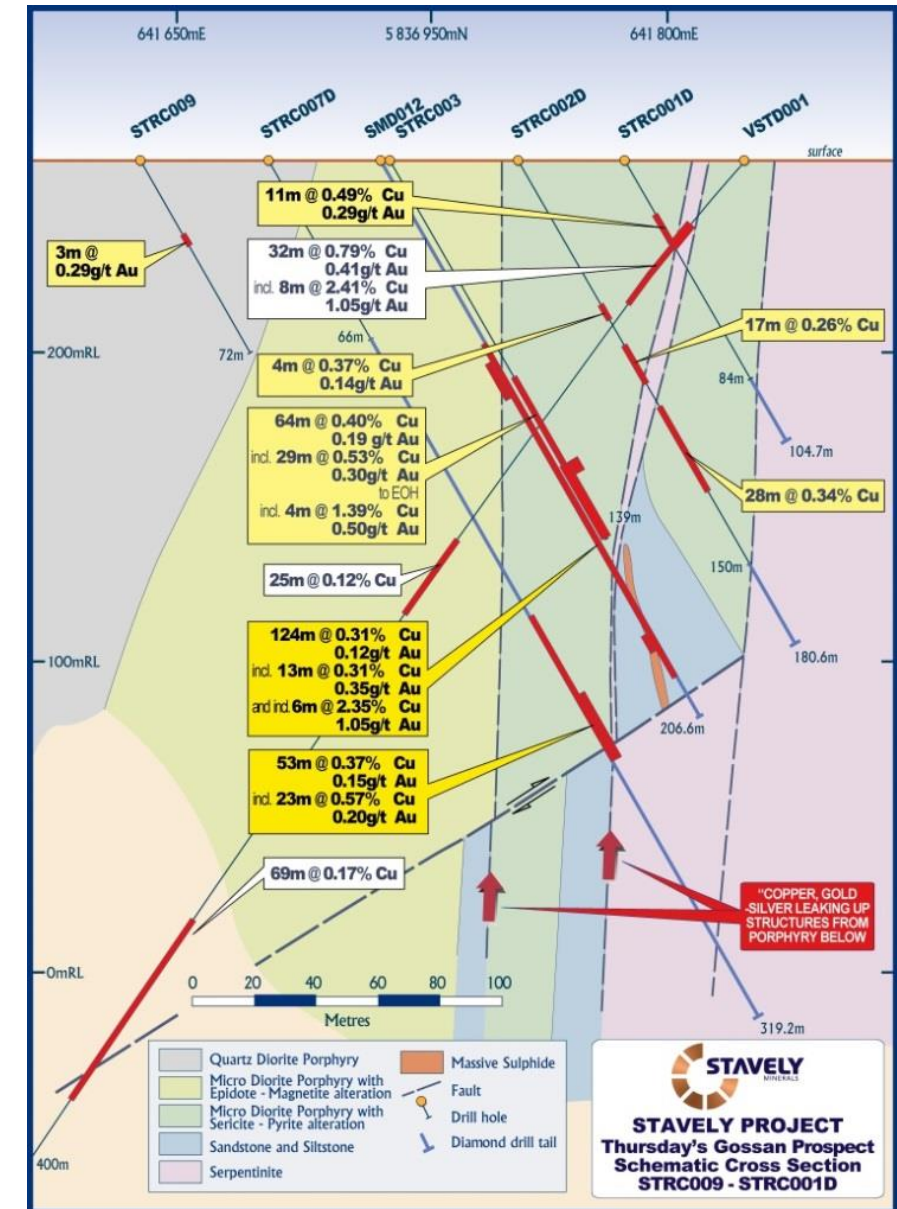 641 650mE
5 836 950mN
641 800mE
STRC009
STRC007D
SMD012
STRC003
STRC002D
STRC001D
VSTD001
surface
11m @ 0.49% Cu
0.29g/t Au
3m @
0.29g/t Au
32m @ 0.79% Cu
0.41g/t Au
incl. 8m @ 2.41% Cu
1.05g/t Au
17m @ 0.26% Cu
66m
200mRL
72m
4m @ 0.37% Cu
0.14g/t Au
84m
104.7m
64m @ 0.40% Cu
0.19 g/t Au
incl. 29m @ 0.53% Cu
0.30g/t Au
to EOH
incl. 4m @ 1.39% Cu
0.50g/t Au
28m @ 0.34% Cu
139m
150m
25m @ 0.12% Cu
180.6m
100mRL
124m @ 0.31% Cu
0.12g/t Au
incl. 13m @ 0.31% Cu
0.35g/t Au
and incl. 6m @ 2.35% Cu
1.05g/t Au
206.6m
53m @ 0.37% Cu
0.15g/t Au
incl. 23m @ 0.57% Cu
0.20g/t Au
69m @ 0.17% Cu
"COPPER, GOLD
-SILVER LEAKING UP
STRUCTURES FROM
PORPHYRY BELOW
0mRL
0 20 40 60 80 100
Metres
319.2m
Quartz Diorite Porphyry
Micro Diorite Porphyry with
Epidote - Magnetite alteration
Micro Diorite Porphyry with
Sericite - Pyrite alteration
Sandstone and Siltstone
Serpentinite
Massive Sulphide
Fault
Drill hole
Diamond drill tail
STAVELY
MINERALS
STAVELY PROJECT
Thursday's Gossan Prospect
Schematic Cross Section
STRC009 - STRC001D
400m